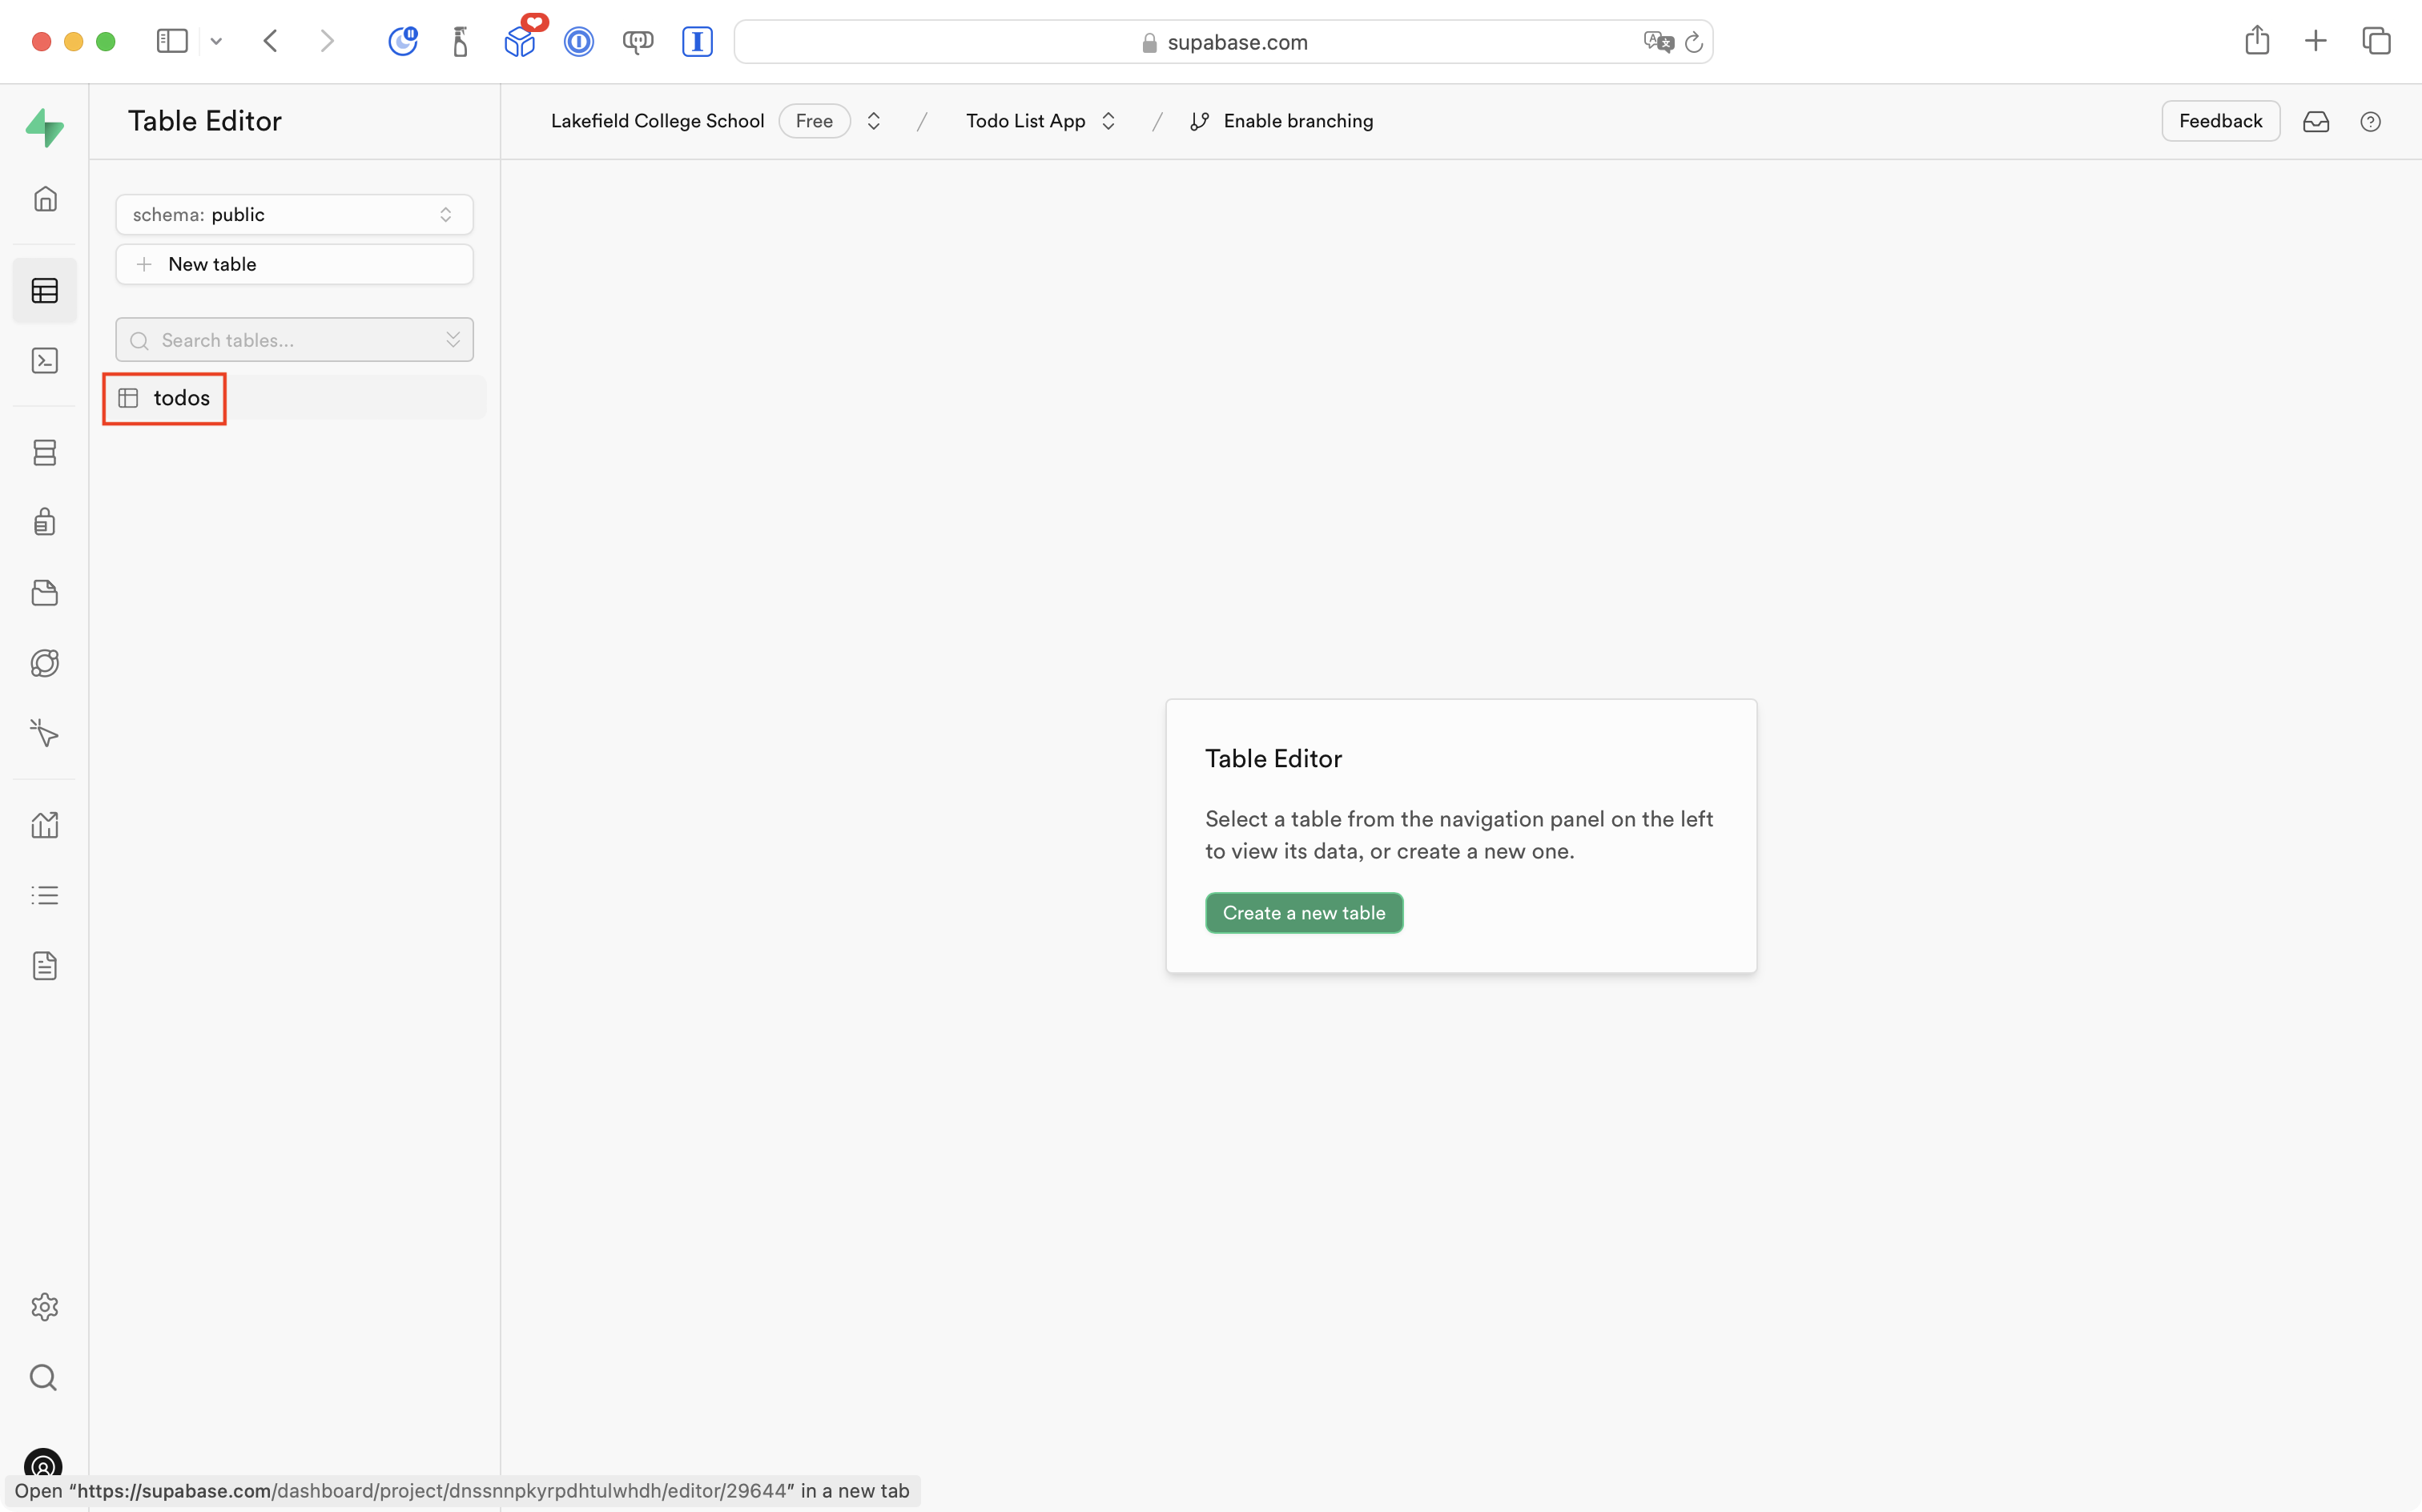 supabase.com
Table Editor
Lakefield College School Free / Todo List App / Enable branching
Feedback
schema: public
New table
Search tables...
todos
Table Editor
Select a table from the navigation panel on the left
to view its data, or create a new one.
Create a new table
Open “https://supabase.com/dashboard/project/dnssnnpkyrpdhtulwhdh/editor/29644” in a new tab